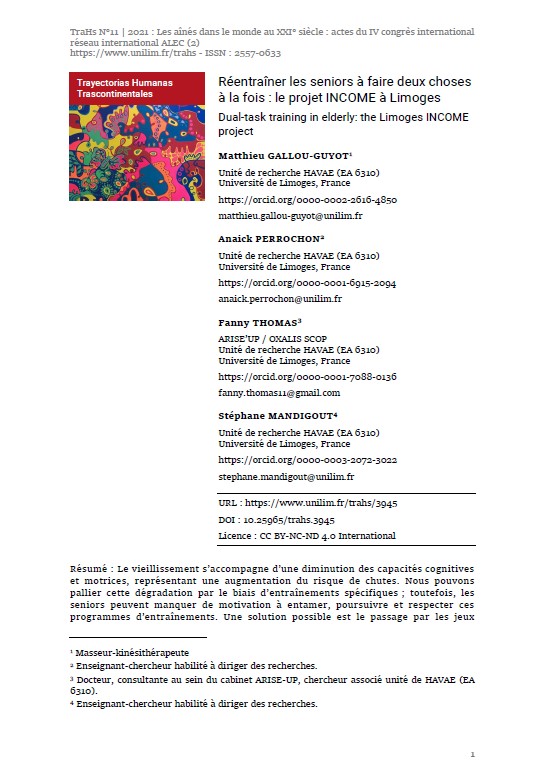 TraHs N°11 | 2021 : Les aînés dans le monde au XXI° siècle : actes du IV congrès international
réseau international ALEC (2)
https://www.unilim.fr/trahs - ISSN : 2557-0633
Trayectorias Humanas
Trascontinentales
Réentraîner les seniors à faire deux choses
à la fois : le projet INCOME à Limoges
Dual-task training in elderly: the Limoges INCOME
project
Matthieu GALLOU-GUYOT¹
Unité de recherche HAVAE (EA 6310)
Université de Limoges, France
https://orcid.org/0000-0002-2616-4850
matthieu.gallou-guyot@unilim.fr
Anaick PERROCHON²
Unité de recherche HAVAE (EA 6310)
Université de Limoges, France
https://orcid.org/0000-0001-6915-2094
anaick.perrochon@unilim.fr
Fanny THOMAS³
ARISE'UP / OXALIS SCOP
Unité de recherche HAVAE (EA 6310)
Université de Limoges, France
https://orcid.org/0000-0001-7088-0136
fanny.thomas11@gmail.com
Stéphane MANDIGOUT⁴
Unité de recherche HAVAE (EA 6310)
Université de Limoges, France
https://orcid.org/0000-0003-2072-3022
stephane.mandigout@unilim.fr
URL : https://www.unilim.fr/trahs/3945
DOI : 10.25965/trahs.3945
Licence : CC BY-NC-ND 4.0 International
Résumé : Le vieillissement s'accompagne d'une diminution des capacités cognitives
et motrices, représentant une augmentation du risque de chutes. Nous pouvons
pallier cette dégradation par le biais d'entraînements spécifiques ; toutefois, les
seniors peuvent manquer de motivation à entamer, poursuivre et respecter ces
programmes d'entraînements. Une solution possible est le passage par les jeux
¹ Masseur-kinésithérapeute
² Enseignant-chercheur habilité à diriger des recherches.
³ Docteur, consultante au sein du cabinet ARISE-UP, chercheur associé unité de HAVAE (EA
6310).
⁴ Enseignant-chercheur habilité à diriger des recherches.
1